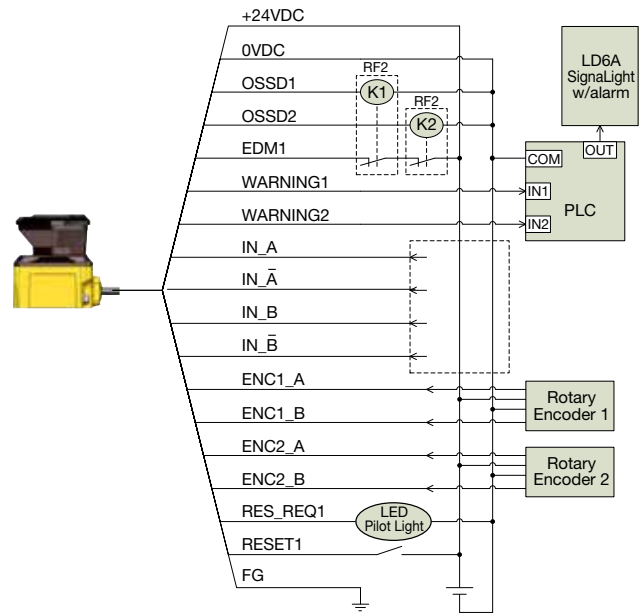 +24VDC
0VDC
RF2
OSSD1
K1
RF2
OSSD2
K2
EDM1
WARNING1
WARNING2
IN_A
IN_A̅
IN_B
IN_B̅
ENC1_A
ENC1_B
ENC2_A
ENC2_B
RES_REQ1
LED
Pilot Light
RESET1
FG
LD6A
SignaLight
w/alarm
OUT
COM
IN1
PLC
IN2
Rotary
Encoder 1
Rotary
Encoder 2